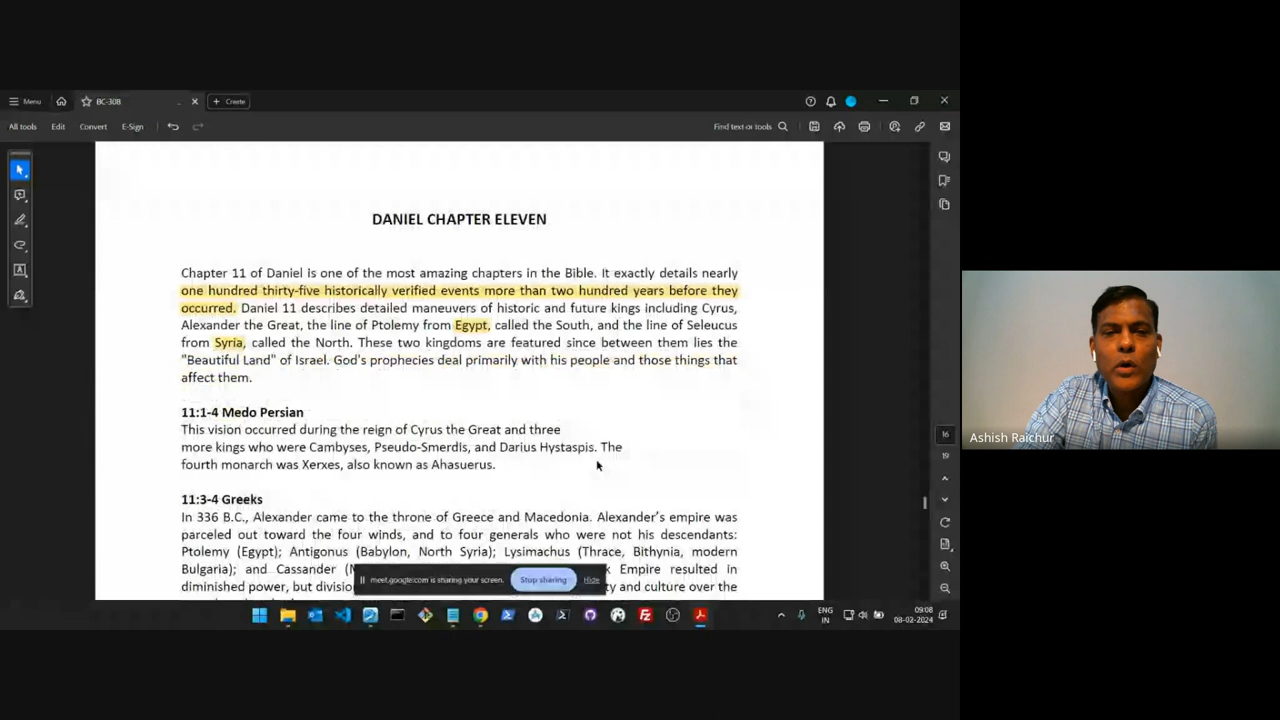 Menu
BC-308
Create
All tools
Edit
Convert
E-Sign
Find text or tools
DANIEL CHAPTER ELEVEN
Chapter 11 of Daniel is one of the most amazing chapters in the Bible. It exactly details nearly
one hundred thirty-five historically verified events more than two hundred years before they
occurred. Daniel 11 describes detailed maneuvers of historic and future kings including Cyrus,
Alexander the Great, the line of Ptolemy from Egypt, called the South, and the line of Seleucus
from Syria, called the North. These two kingdoms are featured since between them lies the
"Beautiful Land" of Israel. God's prophecies deal primarily with his people and those things that
affect them.
11:1-4 Medo Persian
This vision occurred during the reign of Cyrus the Great and three
more kings who were Cambyses, Pseudo-Smerdis, and Darius Hystaspis. The
fourth monarch was Xerxes, also known as Ahasuerus.
11:3-4 Greeks
In 336 B.C., Alexander came to the throne of Greece and Macedonia. Alexander's empire was
parceled out toward the four winds, and to four generals who were not his descendants:
Ptolemy (Egypt); Antigonus (Babylon, North Syria); Lysimachus (Thrace, Bithynia, modern
Bulgaria); and Cassander (M Empire resulted in
diminished power, but divisio ty and culture over the
meet.google.com is sharing your screen.
Stop sharing
Hide
16
19
ENG
IN
09:08
08-02-2024
Ashish Raichur